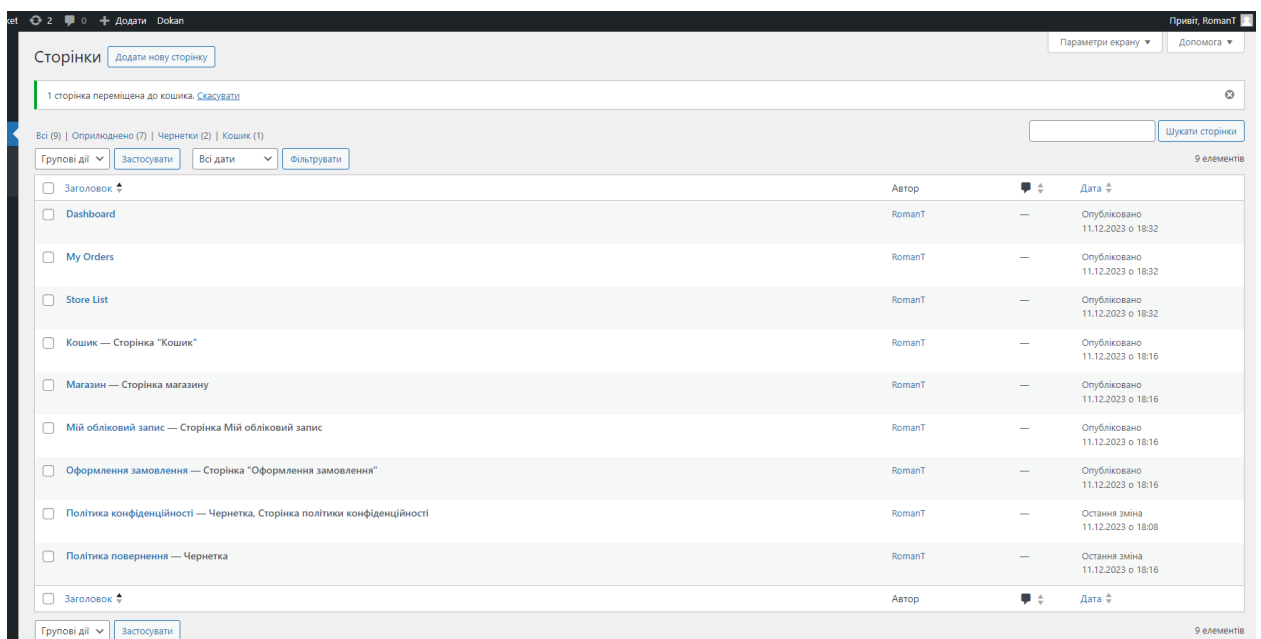 ket 2 0 Додати Dokan Привіт, RomanT
Параметри екрану Допомога
Сторінки Додати нову сторінку
1 сторінка переміщена до кошика. Скасувати
Всі (9) | Оприлюднено (7) | Чернетки (2) | Кошик (1) Шукати сторінки
Групові дії Застосувати Всі дати Фільтрувати 9 елементів
Заголовок Автор Дата
Dashboard RomanT — Опубліковано
11.12.2023 о 18:32
My Orders RomanT — Опубліковано
11.12.2023 о 18:32
Store List RomanT — Опубліковано
11.12.2023 о 18:32
Кошик — Сторінка "Кошик" RomanT — Опубліковано
11.12.2023 о 18:16
Магазин — Сторінка магазину RomanT — Опубліковано
11.12.2023 о 18:16
Мій обліковий запис — Сторінка Мій обліковий запис RomanT — Опубліковано
11.12.2023 о 18:16
Оформлення замовлення — Сторінка "Оформлення замовлення" RomanT — Опубліковано
11.12.2023 о 18:16
Політика конфіденційності — Чернетка, Сторінка політики конфіденційності RomanT — Остання зміна
11.12.2023 о 18:08
Політика повернення — Чернетка RomanT — Остання зміна
11.12.2023 о 18:16
Заголовок Автор Дата
Групові дії Застосувати 9 елементів